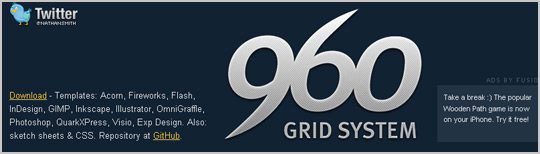 Twitter
@NATHANSMITH
960
GRID SYSTEM
Download - Templates: Acorn, Fireworks, Flash,
InDesign, GIMP, Inkscape, Illustrator, OmniGraffle,
Photoshop, QuarkXPress, Visio, Exp Design. Also:
sketch sheets & CSS. Repository at GitHub.
ADS BY FUSIO
Take a break :) The popular
Wooden Path game is now
on your iPhone. Try it free!